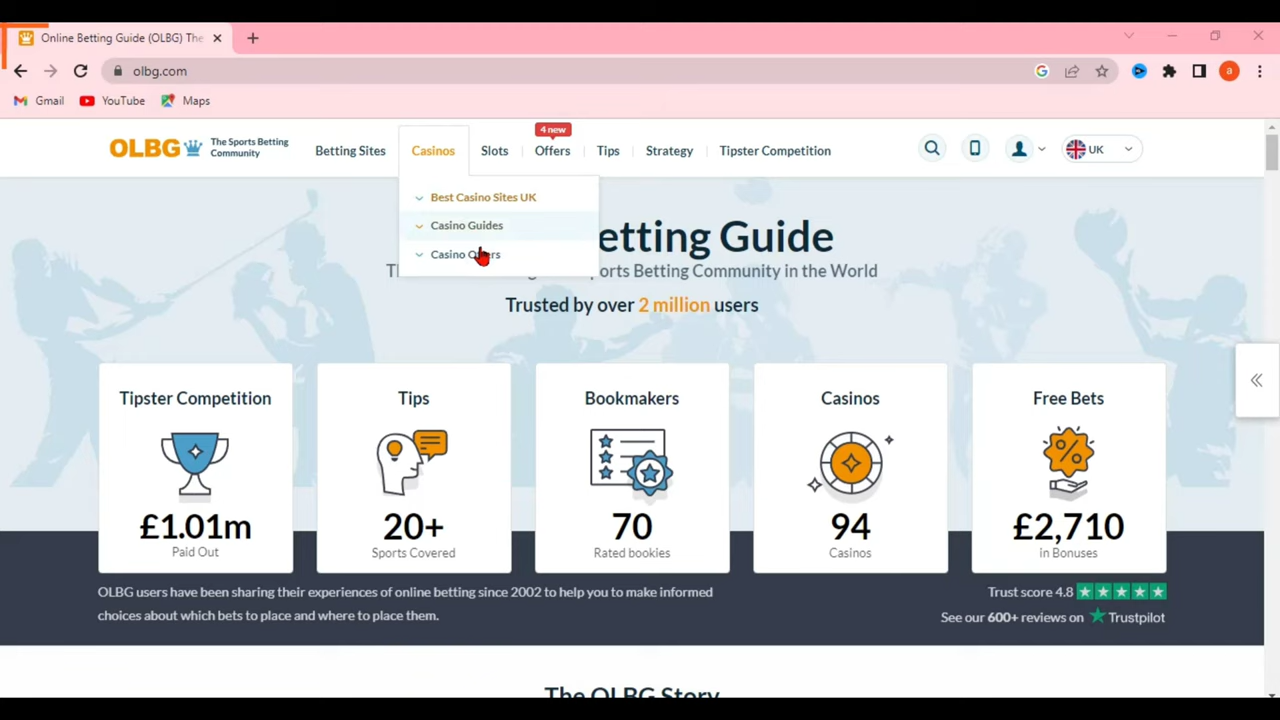 Online Betting Guide (OLBG) The
olbg.com
a
Gmail
YouTube
Maps
OLBG
The Sports Betting
Community
Betting Sites
Casinos
Slots
4 new
Offers
Tips
Strategy
Tipster Competition
UK
Best Casino Sites UK
Casino Guides
Casino
etting Guide
ports Betting Community in the World
Trusted by over 2 million users
Tipster Competition
£1.01m
Paid Out
Tips
20+
Sports Covered
Bookmakers
70
Rated bookies
Casinos
94
Casinos
Free Bets
£2,710
in Bonuses
OLBG users have been sharing their experiences of online betting since 2002 to help you to make informed
choices about which bets to place and where to place them.
Trust score 4.8
See our 600+ reviews on Trustpilot
The OLBG Story